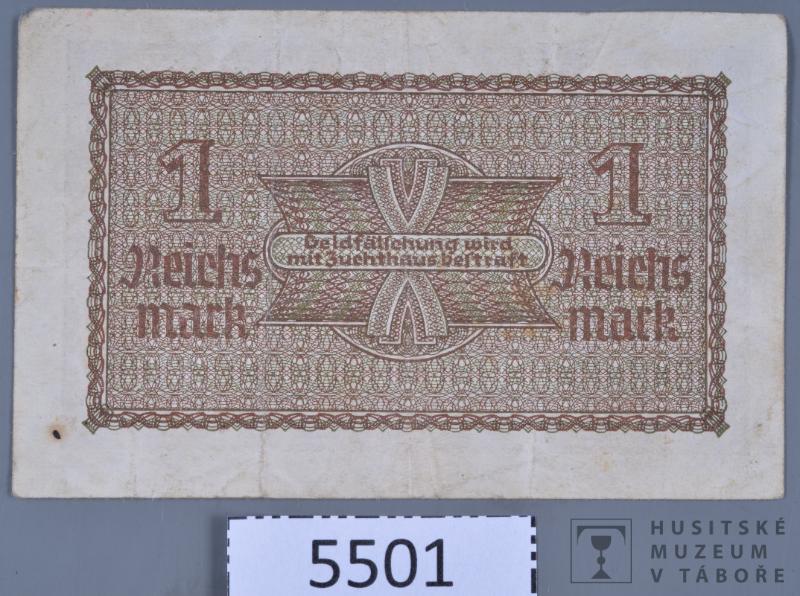 1
1
Geldfälschung wird
mit Zuchthaus bestraft
Reichs
mark
Reichs
mark
5501
HUSITSKÉ
MUZEUM
V TÁBOŘE